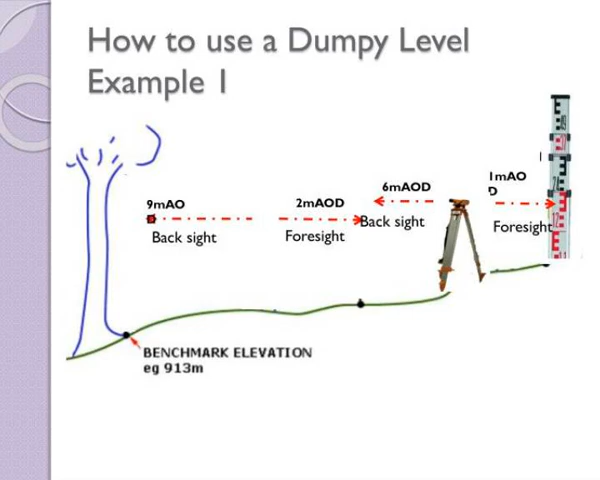 How to use a Dumpy Level
Example 1
9mAO
Back sight
2mAOD
Foresight
6mAOD
Back sight
1mAO
D
Foresight
BENCHMARK ELEVATION
eg 913m